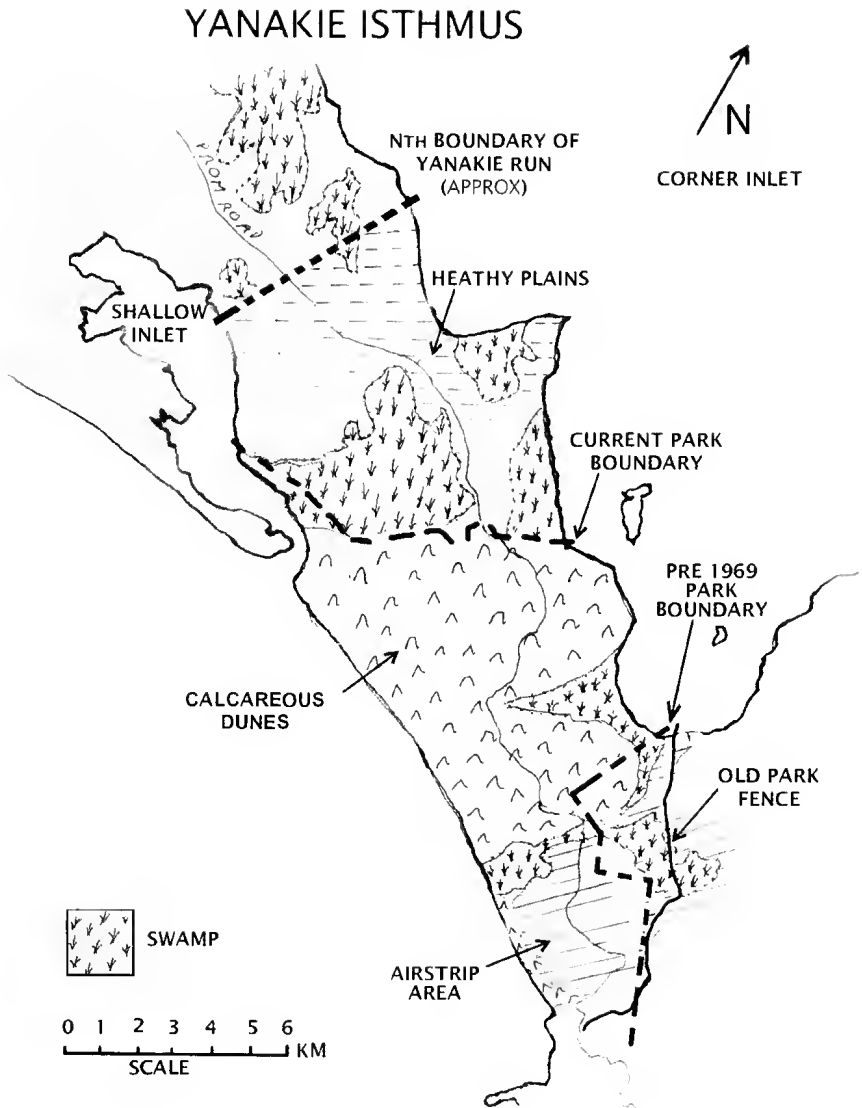 YANAKIE ISTHMUS
N
NTH BOUNDARY OF
YANAKIE RUN
(APPROX)
CORNER INLET
PROM ROAD
HEATHY PLAINS
SHALLOW
INLET
CURRENT PARK
BOUNDARY
PRE 1969
PARK
BOUNDARY
CALCAREOUS
DUNES
OLD PARK
FENCE
SWAMP
AIRSTRIP
AREA
0 1 2 3 4 5 6
KM
SCALE